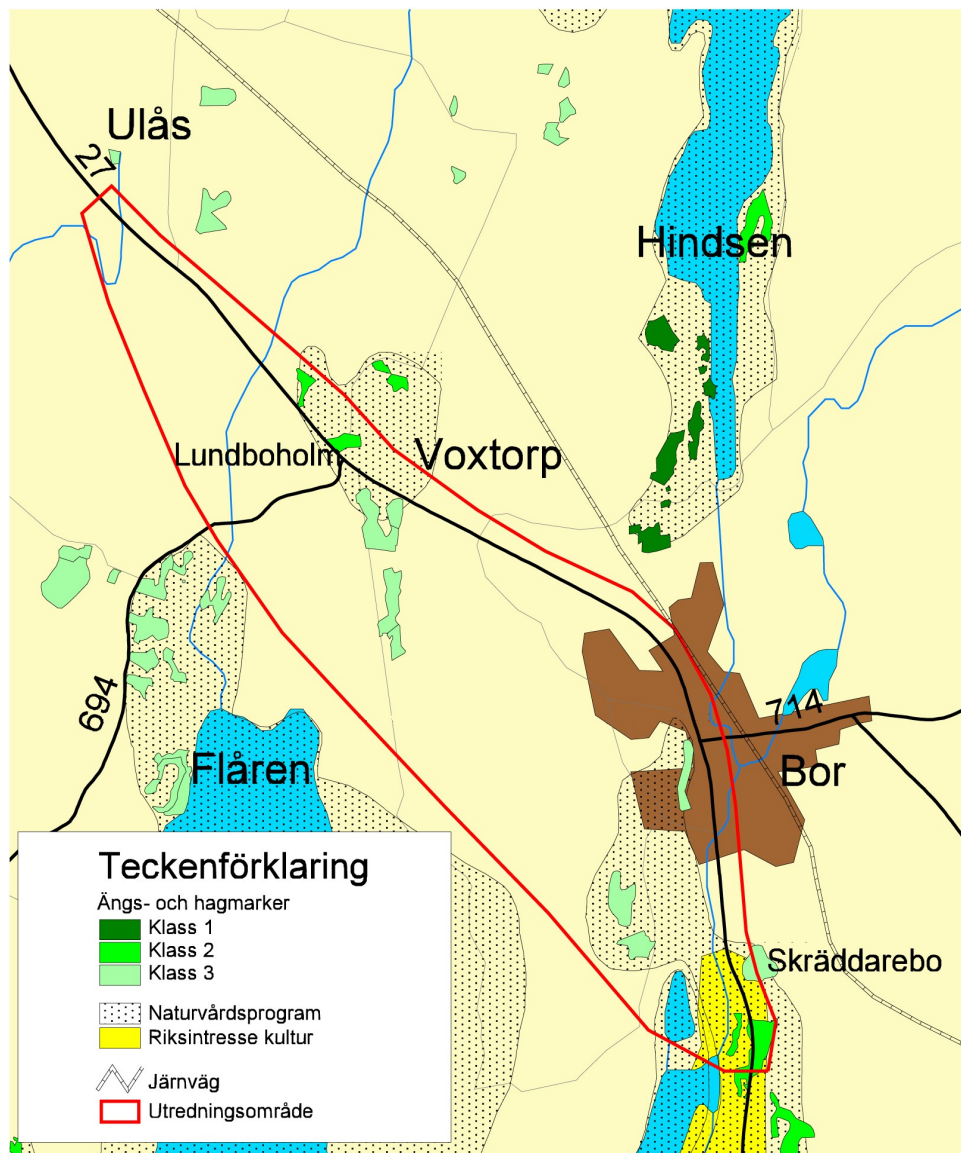 Ulås
27
Hindsen
Lundboholm
Voxtorp
694
714
Flåren
Bor
Skräddarebo
Teckenförklaring
Ängs- och hagmarker
Klass 1
Klass 2
Klass 3
Naturvårdsprogram
Riksintresse kultur
Järnväg
Utredningsområde